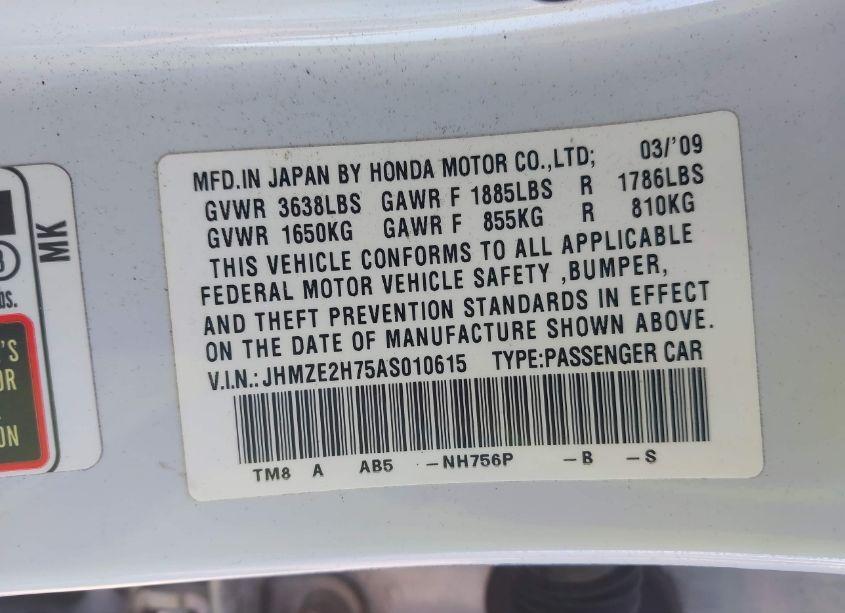 MFD.IN JAPAN BY HONDA MOTOR CO.,LTD; 03/'09
GVWR 3638LBS GAWR F 1885LBS R 1786LBS
GVWR 1650KG GAWR F 855KG R 810KG
THIS VEHICLE CONFORMS TO ALL APPLICABLE
FEDERAL MOTOR VEHICLE SAFETY ,BUMPER,
AND THEFT PREVENTION STANDARDS IN EFFECT
ON THE DATE OF MANUFACTURE SHOWN ABOVE.
V.I.N.: JHMZE2H75AS010615 TYPE:PASSENGER CAR
TM8 A AB5 -NH756P -B -S
MK